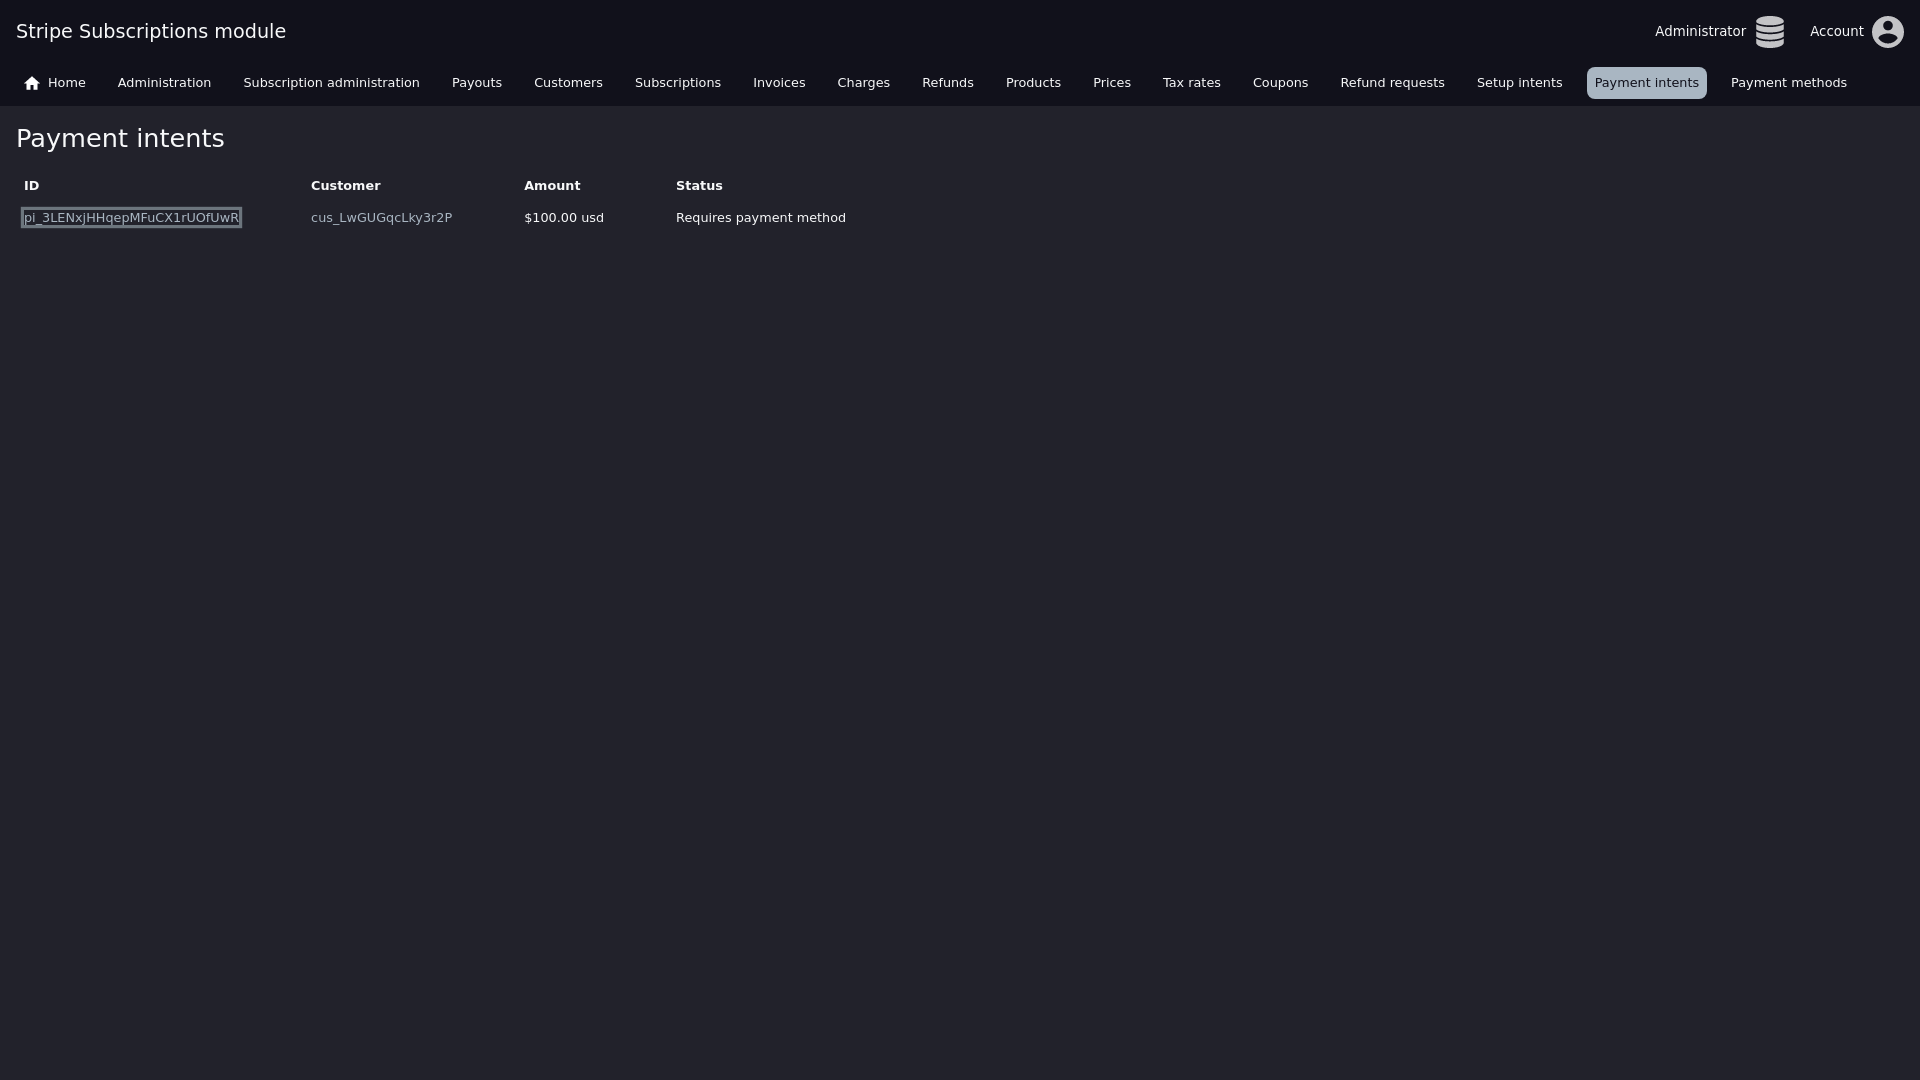 Stripe Subscriptions module
Administrator
Account
Home Administration Subscription administration Payouts Customers Subscriptions Invoices Charges Refunds Products Prices Tax rates Coupons Refund requests Setup intents Payment intents Payment methods
Payment intents
ID Customer Amount Status
pi_3LENxjHHqepMFuCX1rUOfUwR cus_LwGUGqcLky3r2P $100.00 usd Requires payment method